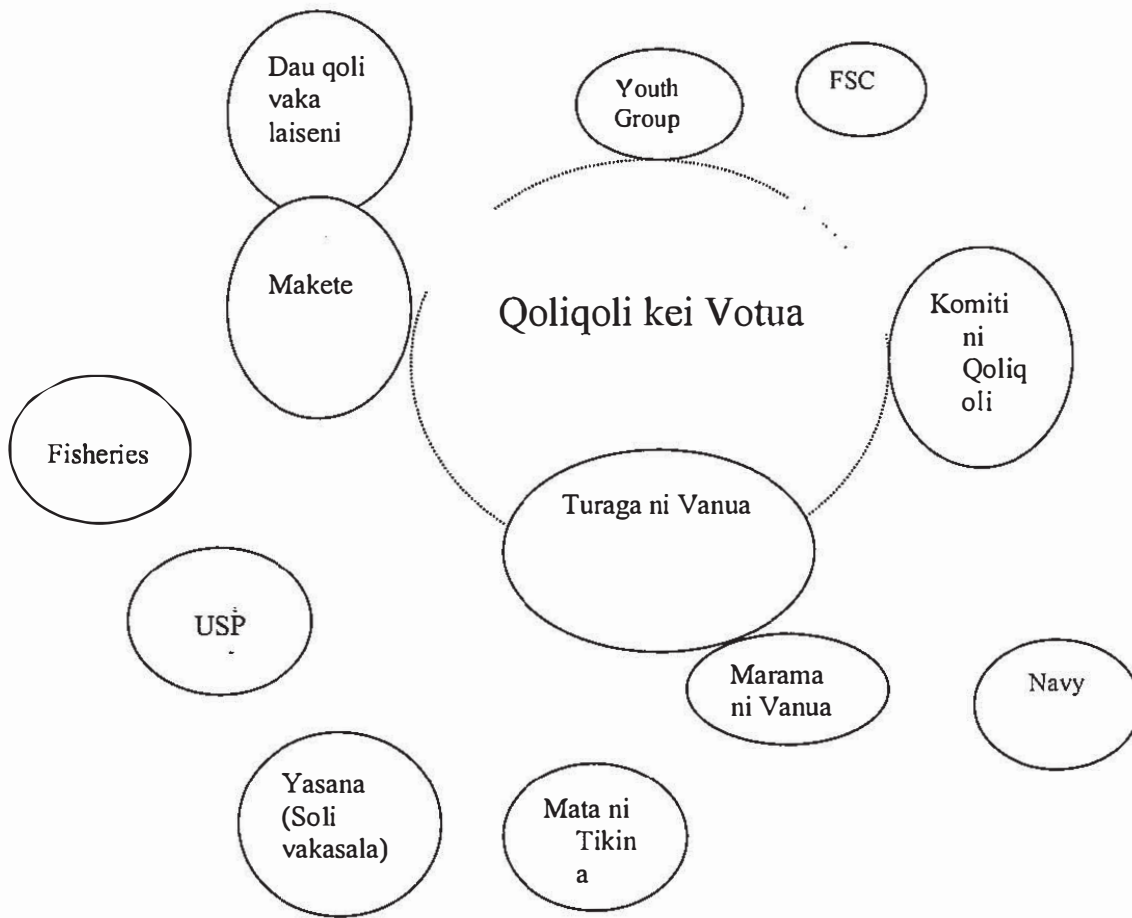 Dau qoli
vaka
laiseni
Youth
Group
FSC
Makete
Qoliqoli kei Votua
Komiti
ni
Qoliq
oli
Fisheries
Turaga ni Vanua
USP
Marama
ni Vanua
Navy
Yasana
(Soli
vakasala)
Mata ni
Tikin
a